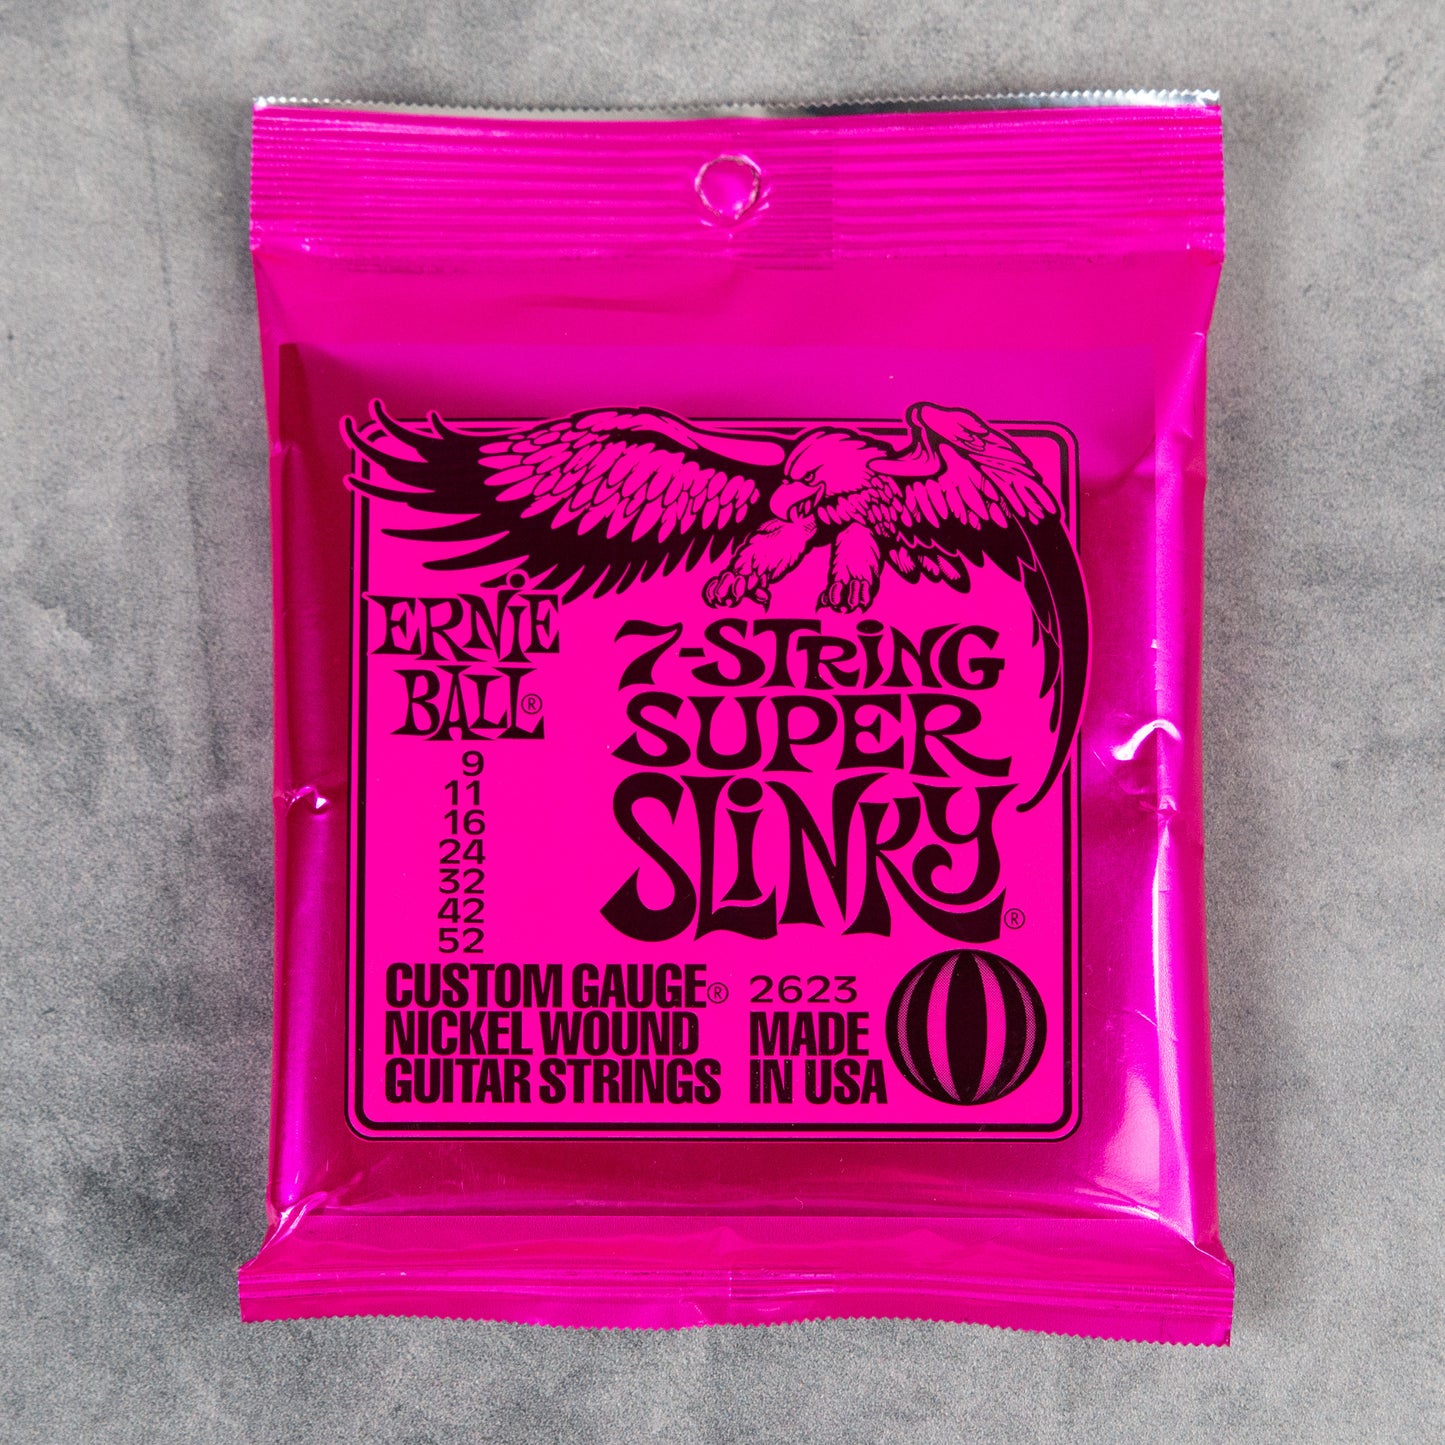 ERNiE
BALL®
9
11
16
24
32
42
52
7-STRiNG
SUPER
SLiNKY®
CUSTOM GAUGE®
NICKEL WOUND
GUITAR STRINGS
2623
MADE
IN USA